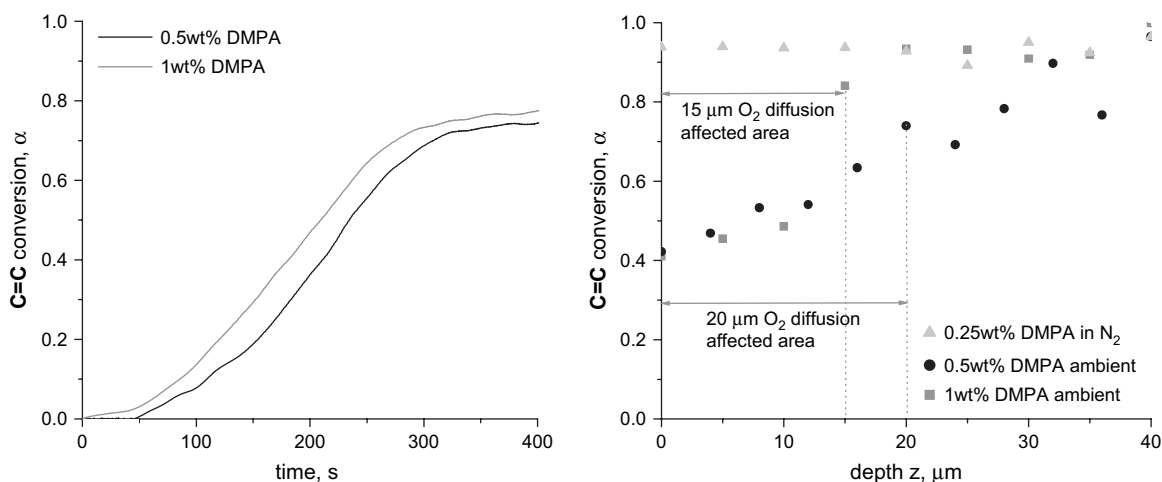 1.0
0.8
0.6
0.4
0.2
0.0
C=C conversion, α
0.5wt% DMPA
1wt% DMPA
0 100 200 300 400
time, s
1.0
0.8
0.6
0.4
0.2
0.0
C=C conversion, α
15 μm O₂ diffusion
affected area
20 μm O₂ diffusion
affected area
0.25wt% DMPA in N₂
0.5wt% DMPA ambient
1wt% DMPA ambient
0 10 20 30 40
depth z, μm